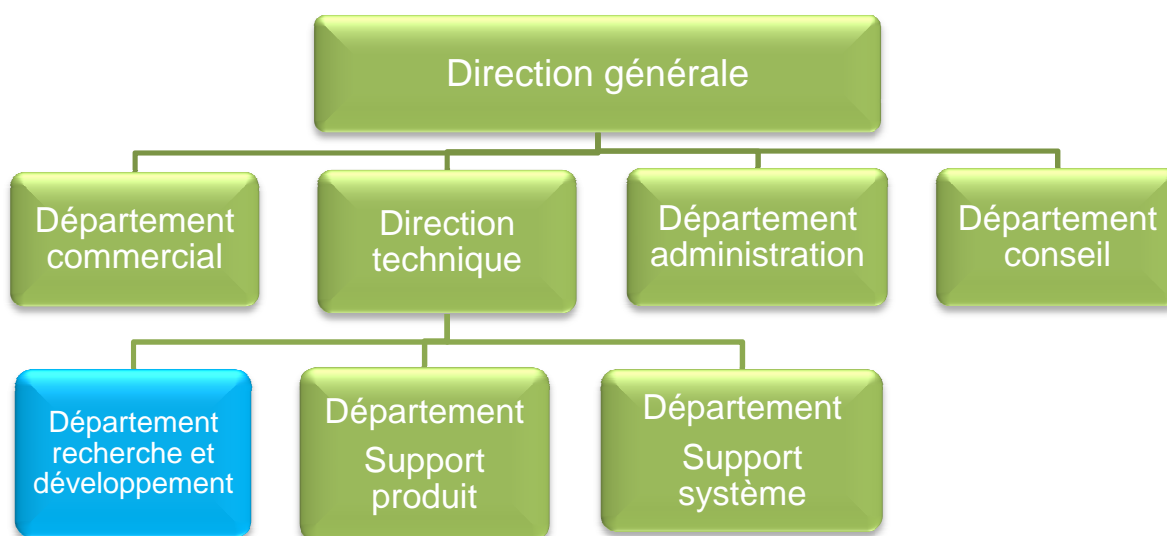 Direction générale
Département
commercial
Direction
technique
Département
administration
Département
conseil
Département
recherche et
développement
Département
Support
produit
Département
Support
système